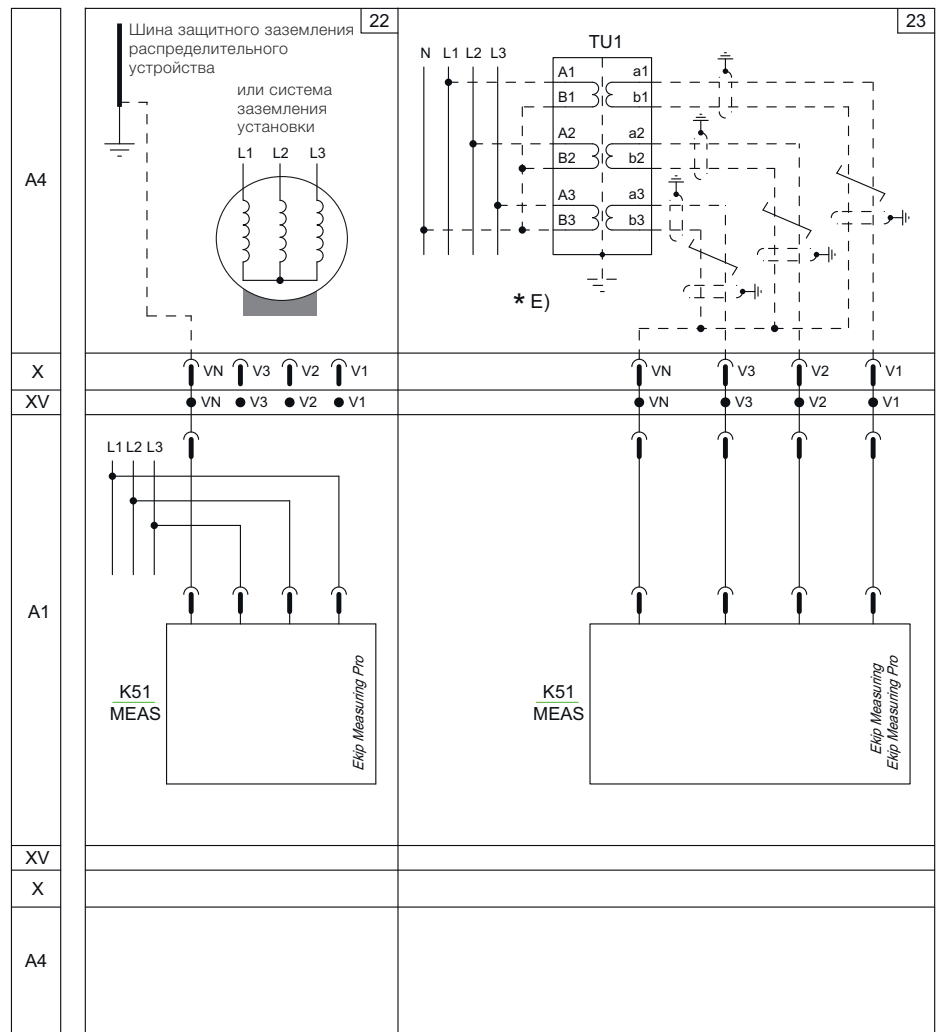 A4
X
XV
A1
XV
X
A4
22
Шина защитного заземления
распределительного
устройства
или система
заземления
установки
L1 L2 L3
VN V3 V2 V1
VN V3 V2 V1
L1 L2 L3
K51
MEAS
Ekip Measuring Pro
23
N L1 L2 L3
TU1
A1 a1
B1 b1
A2 a2
B2 b2
A3 a3
B3 b3
* E)
VN V3 V2 V1
VN V3 V2 V1
K51
MEAS
Ekip Measuring
Ekip Measuring Pro